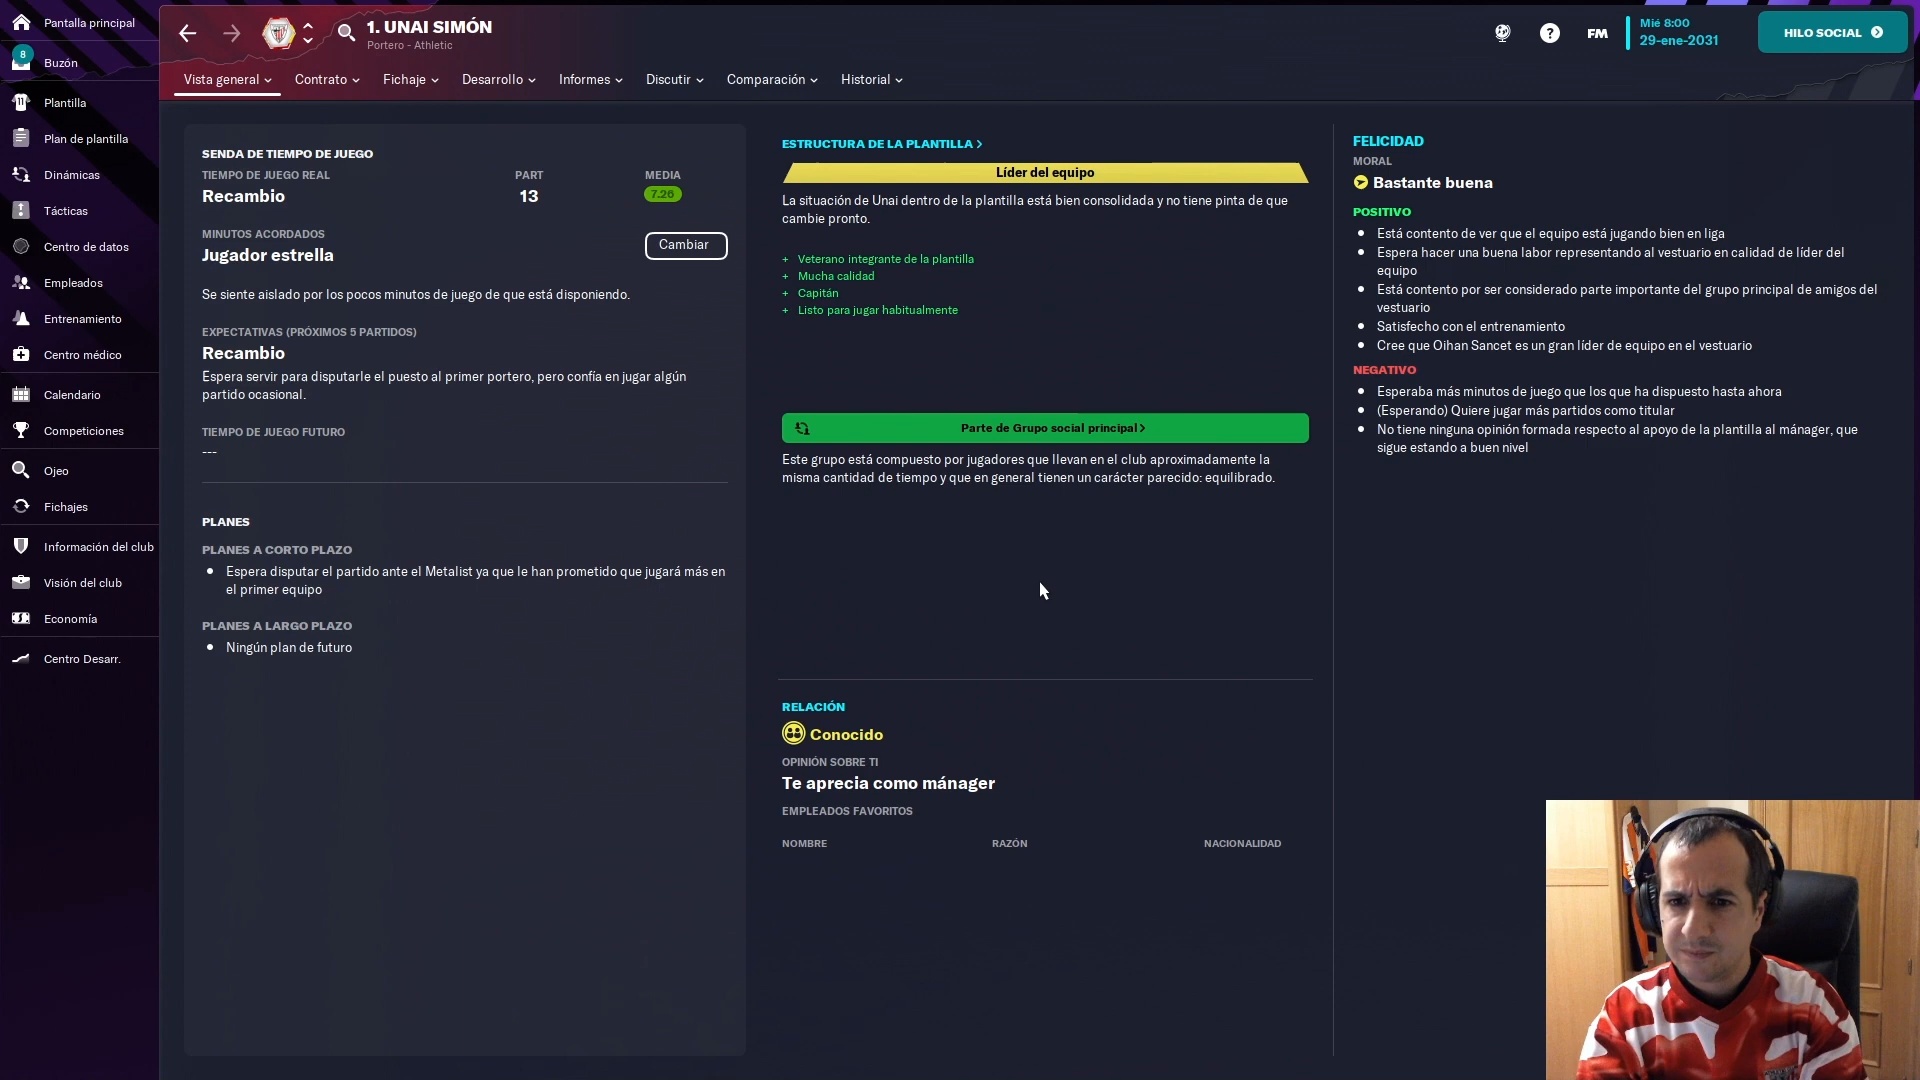 Pantalla principal
8
Buzón
Plantilla
Plan de plantilla
Dinámicas
Tácticas
Centro de datos
Empleados
Entrenamiento
Centro médico
Calendario
Competiciones
Ojeo
Fichajes
Información del club
Visión del club
Economía
Centro Desarr.
1. UNAI SIMÓN
Portero - Athletic
FM
Mié 8:00
29-ene-2031
HILO SOCIAL
Vista general
Contrato
Fichaje
Desarrollo
Informes
Discutir
Comparación
Historial
SENDA DE TIEMPO DE JUEGO
TIEMPO DE JUEGO REAL
PART
MEDIA
Recambio
13
7.26
MINUTOS ACORDADOS
Jugador estrella
Cambiar
Se siente aislado por los pocos minutos de juego de que está disponiendo.
EXPECTATIVAS (PRÓXIMOS 5 PARTIDOS)
Recambio
Espera servir para disputarle el puesto al primer portero, pero confía en jugar algún
partido ocasional.
TIEMPO DE JUEGO FUTURO
---
PLANES
PLANES A CORTO PLAZO
Espera disputar el partido ante el Metalist ya que le han prometido que jugará más en
el primer equipo
PLANES A LARGO PLAZO
Ningún plan de futuro
ESTRUCTURA DE LA PLANTILLA >
Líder del equipo
La situación de Unai dentro de la plantilla está bien consolidada y no tiene pinta de que
cambie pronto.
+ Veterano integrante de la plantilla
+ Mucha calidad
+ Capitán
+ Listo para jugar habitualmente
Parte de Grupo social principal >
Este grupo está compuesto por jugadores que llevan en el club aproximadamente la
misma cantidad de tiempo y que en general tienen un carácter parecido: equilibrado.
RELACIÓN
Conocido
OPINIÓN SOBRE TI
Te aprecia como mánager
EMPLEADOS FAVORITOS
NOMBRE
RAZÓN
NACIONALIDAD
FELICIDAD
MORAL
Bastante buena
POSITIVO
Está contento de ver que el equipo está jugando bien en liga
Espera hacer una buena labor representando al vestuario en calidad de líder del
equipo
Está contento por ser considerado parte importante del grupo principal de amigos del
vestuario
Satisfecho con el entrenamiento
Cree que Oihan Sancet es un gran líder de equipo en el vestuario
NEGATIVO
Esperaba más minutos de juego que los que ha dispuesto hasta ahora
(Esperando) Quiere jugar más partidos como titular
No tiene ninguna opinión formada respecto al apoyo de la plantilla al mánager, que
sigue estando a buen nivel